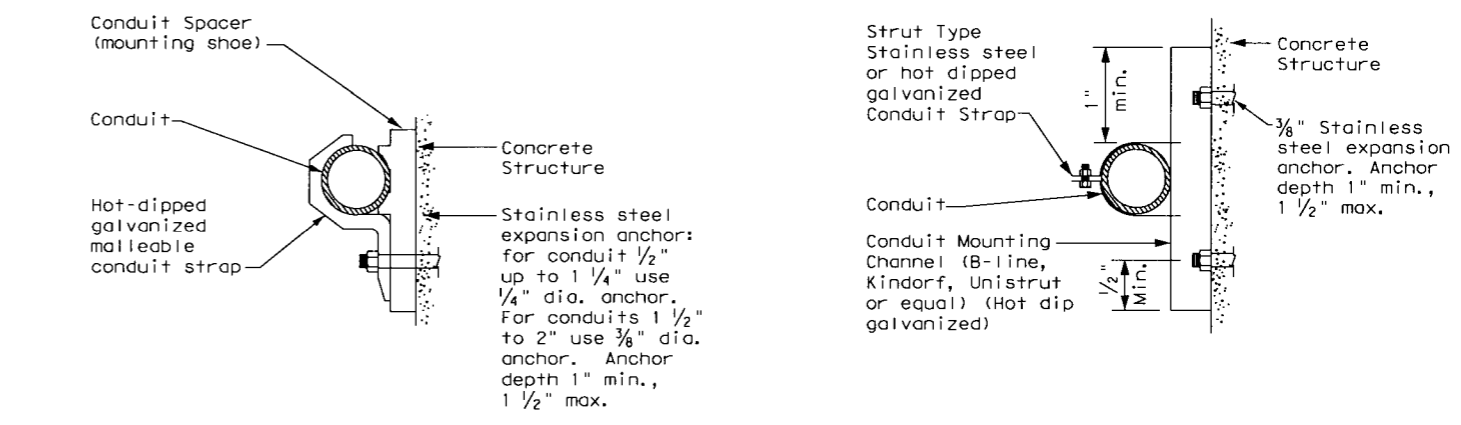 Conduit Spacer
(mounting shoe)
Conduit
Hot-dipped
galvanized
malleable
conduit strap
Concrete
Structure
Stainless steel
expansion anchor:
for conduit ½"
up to 1 ¼" use
¼" dia. anchor.
For conduits 1 ½"
to 2" use ⅜" dia.
anchor. Anchor
depth 1" min.,
1 ½" max.
Strut Type
Stainless steel
or hot dipped
galvanized
Conduit Strap
Conduit
Conduit Mounting
Channel (B-line,
Kindorf, Unistrut
or equal) (Hot dip
galvanized)
1"
min.
½"
Min.
Concrete
Structure
⅜" Stainless
steel expansion
anchor. Anchor
depth 1" min.,
1 ½" max.